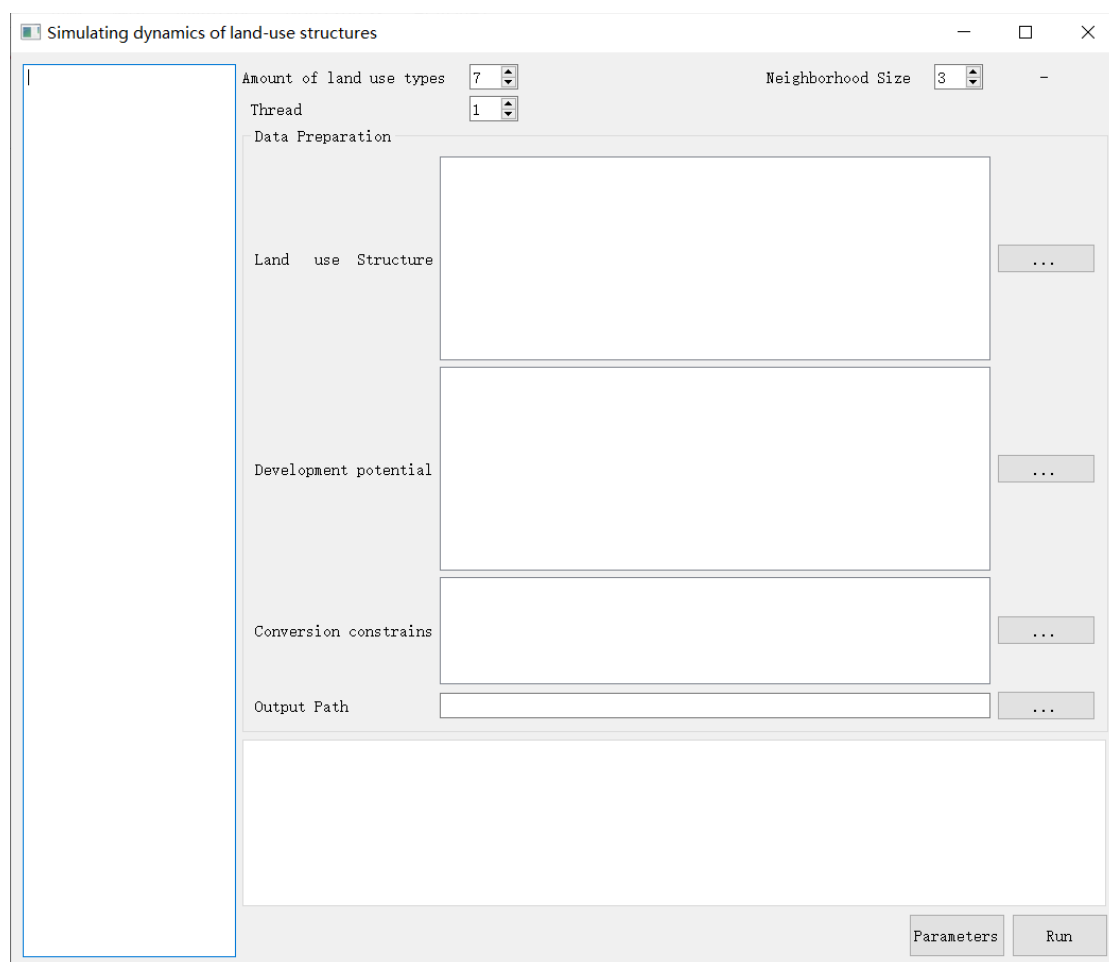 Simulating dynamics of land-use structures
Amount of land use types 7 Neighborhood Size 3 -
Thread 1
Data Preparation
Land use Structure ...
Development potential ...
Conversion constrains ...
Output Path ...
Parameters Run